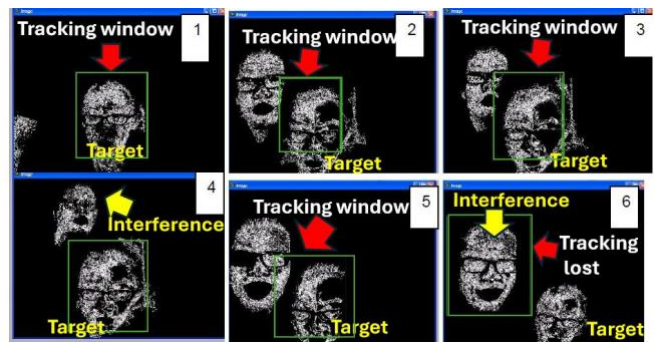 Tracking window
1
Target
Tracking window
2
Target
Tracking window
3
Target
4
Interference
Target
Tracking window
5
Target
Interference
6
Tracking
lost
Target